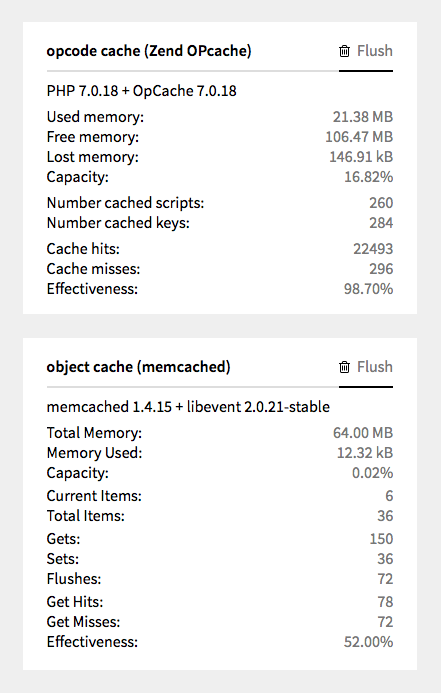 opcode cache (Zend OPcache) Flush
PHP 7.0.18 + OpCache 7.0.18
Used memory: 21.38 MB
Free memory: 106.47 MB
Lost memory: 146.91 kB
Capacity: 16.82%
Number cached scripts: 260
Number cached keys: 284
Cache hits: 22493
Cache misses: 296
Effectiveness: 98.70%
object cache (memcached) Flush
memcached 1.4.15 + libevent 2.0.21-stable
Total Memory: 64.00 MB
Memory Used: 12.32 kB
Capacity: 0.02%
Current Items: 6
Total Items: 36
Gets: 150
Sets: 36
Flushes: 72
Get Hits: 78
Get Misses: 72
Effectiveness: 52.00%